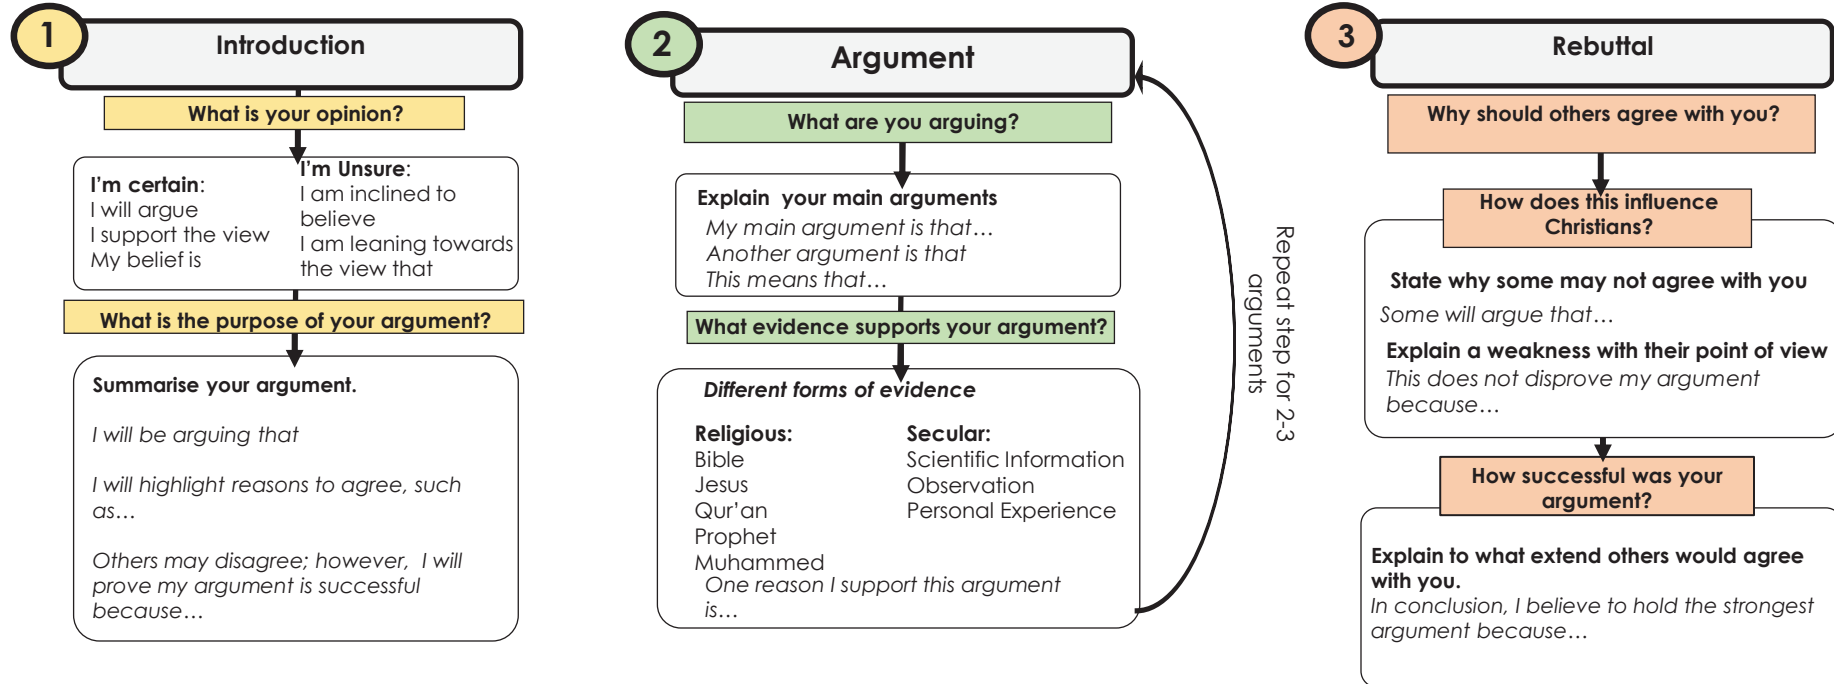 1
Introduction
What is your opinion?
I'm certain:
I will argue
I support the view
My belief is
I'm Unsure:
I am inclined to
believe
I am leaning towards
the view that
What is the purpose of your argument?
Summarise your argument.
I will be arguing that
I will highlight reasons to agree, such
as…
Others may disagree; however, I will
prove my argument is successful
because…
2
Argument
What are you arguing?
Explain your main arguments
My main argument is that…
Another argument is that
This means that…
What evidence supports your argument?
Different forms of evidence
Religious:
Bible
Jesus
Qur'an
Prophet
Muhammed
Secular:
Scientific Information
Observation
Personal Experience
One reason I support this argument
is…
Repeat step for 2-3
arguments
3
Rebuttal
Why should others agree with you?
How does this influence
Christians?
State why some may not agree with you
Some will argue that…
Explain a weakness with their point of view
This does not disprove my argument
because…
How successful was your
argument?
Explain to what extend others would agree
with you.
In conclusion, I believe to hold the strongest
argument because…